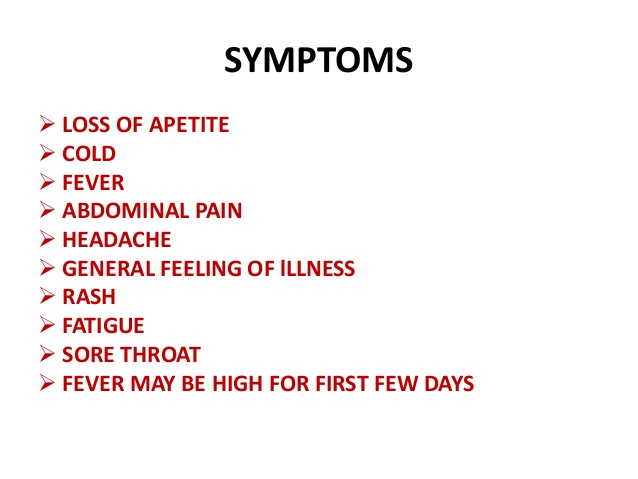 SYMPTOMS
➢ LOSS OF APETITE
➢ COLD
➢ FEVER
➢ ABDOMINAL PAIN
➢ HEADACHE
➢ GENERAL FEELING OF lLLNESS
➢ RASH
➢ FATIGUE
➢ SORE THROAT
➢ FEVER MAY BE HIGH FOR FIRST FEW DAYS